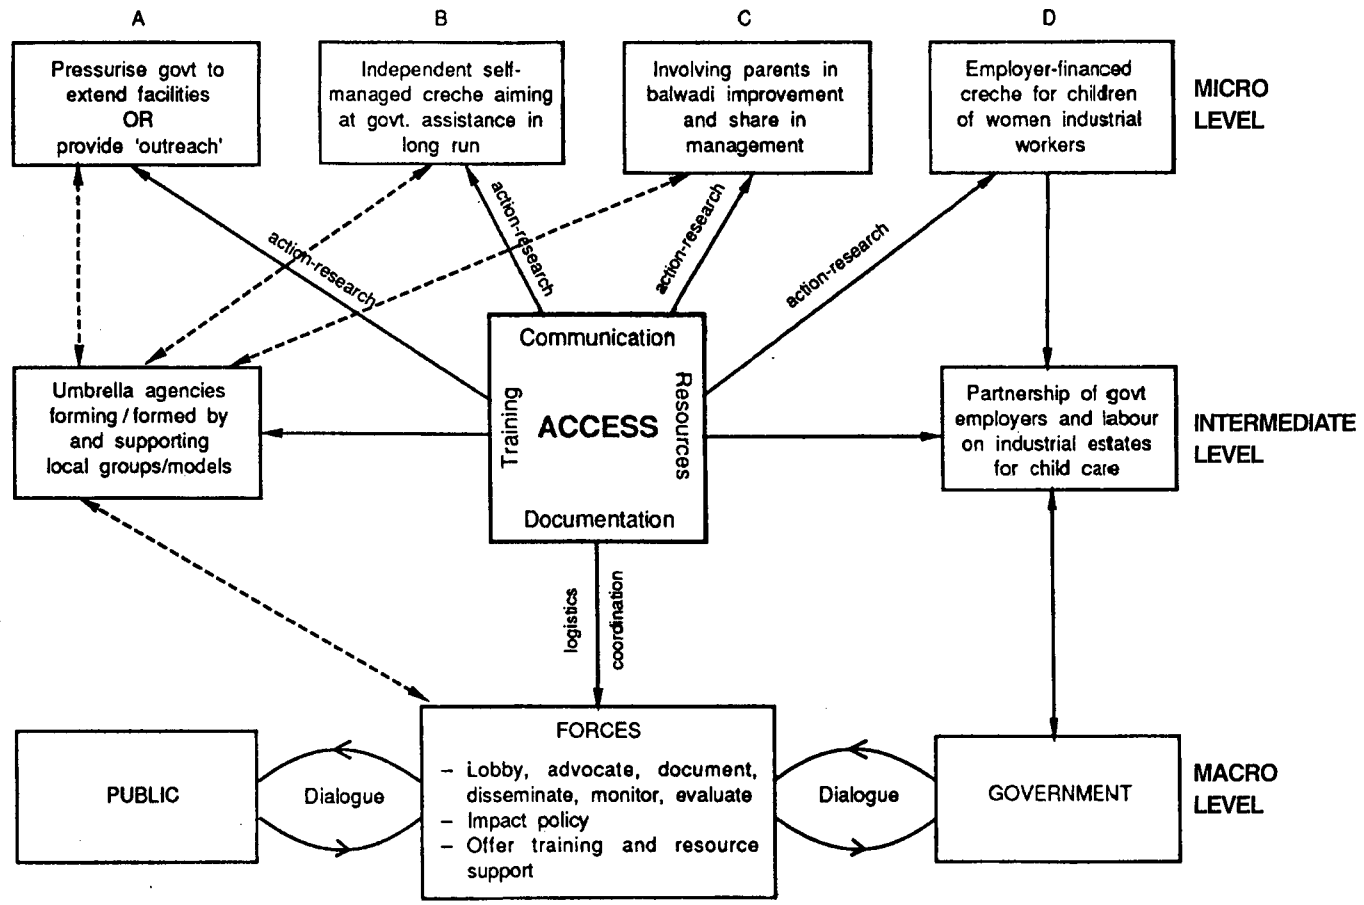 A
B
C
D
Pressurise govt to
extend facilities
OR
provide 'outreach'
Independent self-
managed creche aiming
at govt. assistance in
long run
Involving parents in
balwadi improvement
and share in
management
Employer-financed
creche for children
of women industrial
workers
MICRO
LEVEL
action-research
action-research
action-research
action-research
Umbrella agencies
forming / formed by
and supporting
local groups/models
Communication
Training
ACCESS
Resources
Documentation
Partnership of govt
employers and labour
on industrial estates
for child care
INTERMEDIATE
LEVEL
logistics
coordination
PUBLIC
Dialogue
FORCES
– Lobby, advocate, document,
disseminate, monitor, evaluate
– Impact policy
– Offer training and resource
support
Dialogue
GOVERNMENT
MACRO
LEVEL